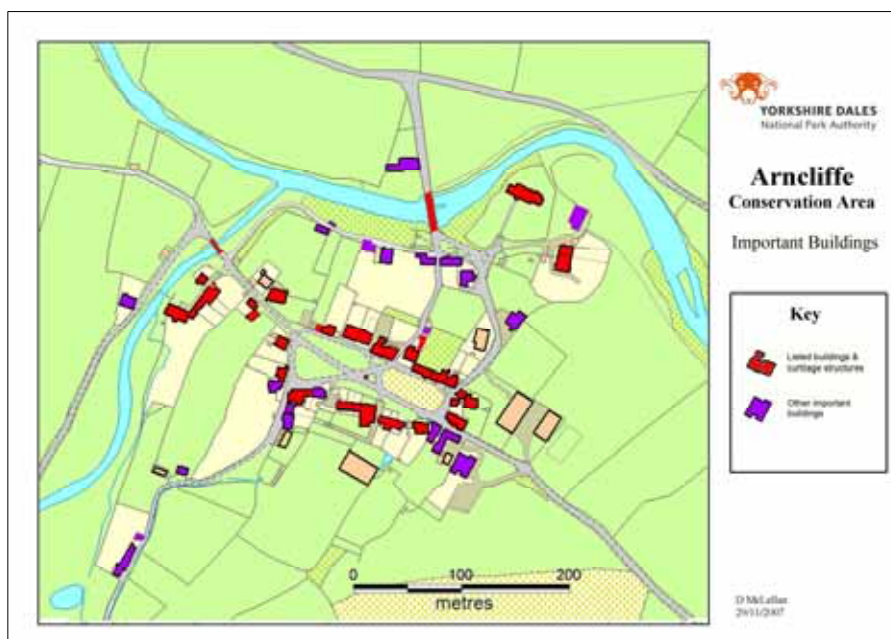 YORKSHIRE DALES
National Park Authority
Arncliffe
Conservation Area
Important Buildings
Key
Listed buildings &
curtilage structures
Other important
buildings
0 100 200
metres
D McLellan
29/11/2007